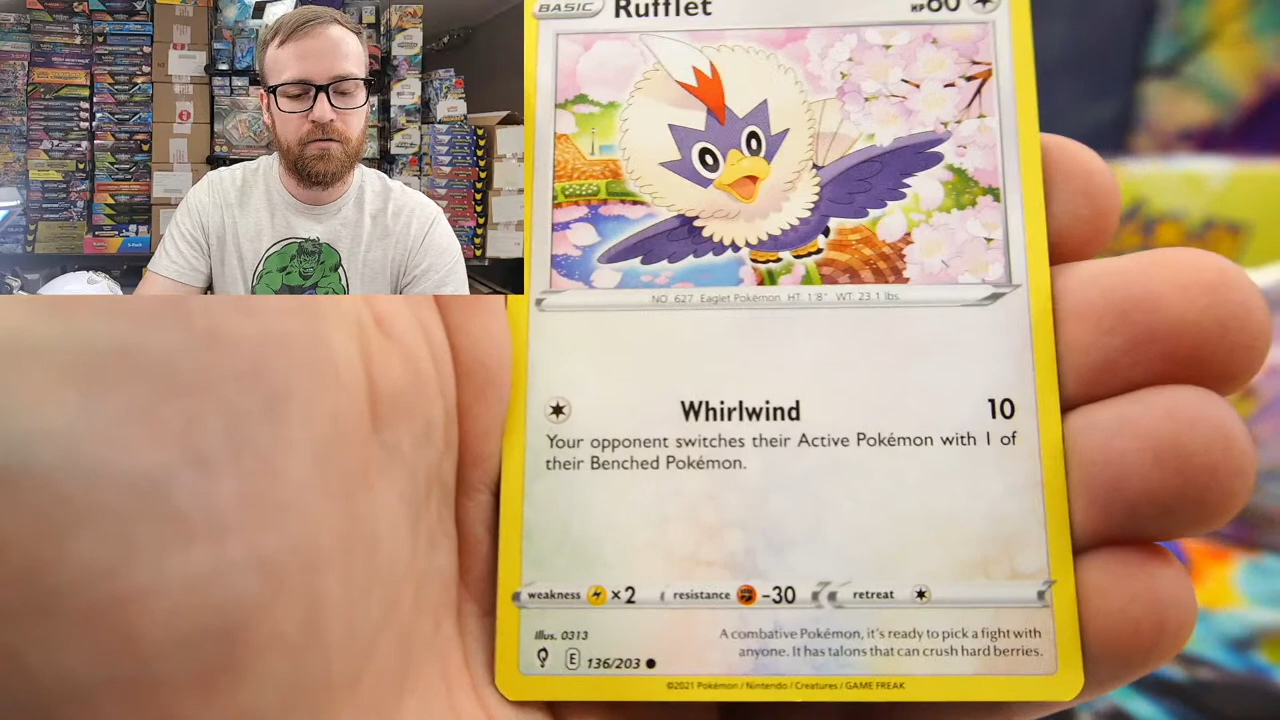 BASIC Rufflet HP60
NO. 627 Eaglet Pokémon HT: 1'8" WT: 23.1 lbs.
Whirlwind 10
Your opponent switches their Active Pokémon with 1 of
their Benched Pokémon.
weakness ×2 resistance -30 retreat
Illus. 0313
A combative Pokémon, it's ready to pick a fight with
anyone. It has talons that can crush hard berries.
E 136/203
©2021 Pokémon / Nintendo / Creatures / GAME FREAK